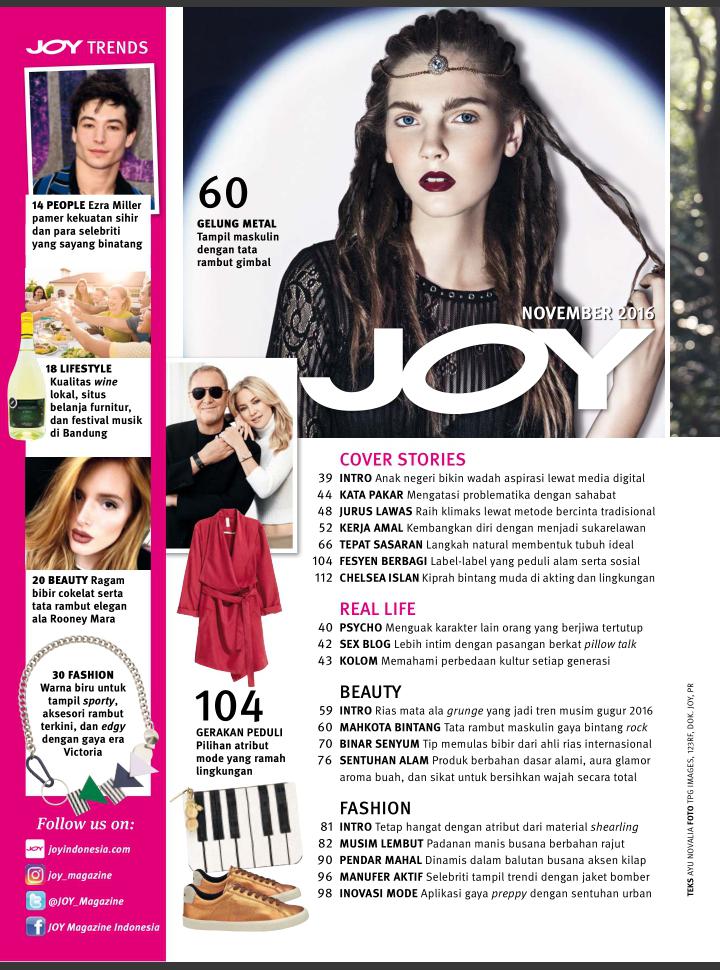 JOY TRENDS
14 PEOPLE Ezra Miller
pamer kekuatan sihir
dan para selebriti
yang sayang binatang
18 LIFESTYLE
Kualitas wine
lokal, situs
belanja furnitur,
dan festival musik
di Bandung
20 BEAUTY Ragam
bibir cokelat serta
tata rambut elegan
ala Rooney Mara
30 FASHION
Warna biru untuk
tampil sporty,
aksesori rambut
terkini, dan edgy
dengan gaya era
Victoria
Follow us on:
JOY joyindonesia.com
joy_magazine
@JOY_Magazine
JOY Magazine Indonesia
60
GELUNG METAL
Tampil maskulin
dengan tata
rambut gimbal
NOVEMBER 2016
JOY
104
GERAKAN PEDULI
Pilihan atribut
mode yang ramah
lingkungan
COVER STORIES
39 INTRO Anak negeri bikin wadah aspirasi lewat media digital
44 KATA PAKAR Mengatasi problematika dengan sahabat
48 JURUS LAWAS Raih klimaks lewat metode bercinta tradisional
52 KERJA AMAL Kembangkan diri dengan menjadi sukarelawan
66 TEPAT SASARAN Langkah natural membentuk tubuh ideal
104 FESYEN BERBAGI Label-label yang peduli alam serta sosial
112 CHELSEA ISLAN Kiprah bintang muda di akting dan lingkungan
REAL LIFE
40 PSYCHO Menguak karakter lain orang yang berjiwa tertutup
42 SEX BLOG Lebih intim dengan pasangan berkat pillow talk
43 KOLOM Memahami perbedaan kultur setiap generasi
BEAUTY
59 INTRO Rias mata ala grunge yang jadi tren musim gugur 2016
60 MAHKOTA BINTANG Tata rambut maskulin gaya bintang rock
70 BINAR SENYUM Tip memulas bibir dari ahli rias internasional
76 SENTUHAN ALAM Produk berbahan dasar alami, aura glamor
aroma buah, dan sikat untuk bersihkan wajah secara total
FASHION
81 INTRO Tetap hangat dengan atribut dari material shearling
82 MUSIM LEMBUT Padanan manis busana berbahan rajut
90 PENDAR MAHAL Dinamis dalam balutan busana aksen kilap
96 MANUFER AKTIF Selebriti tampil trendi dengan jaket bomber
98 INOVASI MODE Aplikasi gaya preppy dengan sentuhan urban
TEKS AYU NOVALIA FOTO TPG IMAGES, 123RF, DOK. JOY, PR